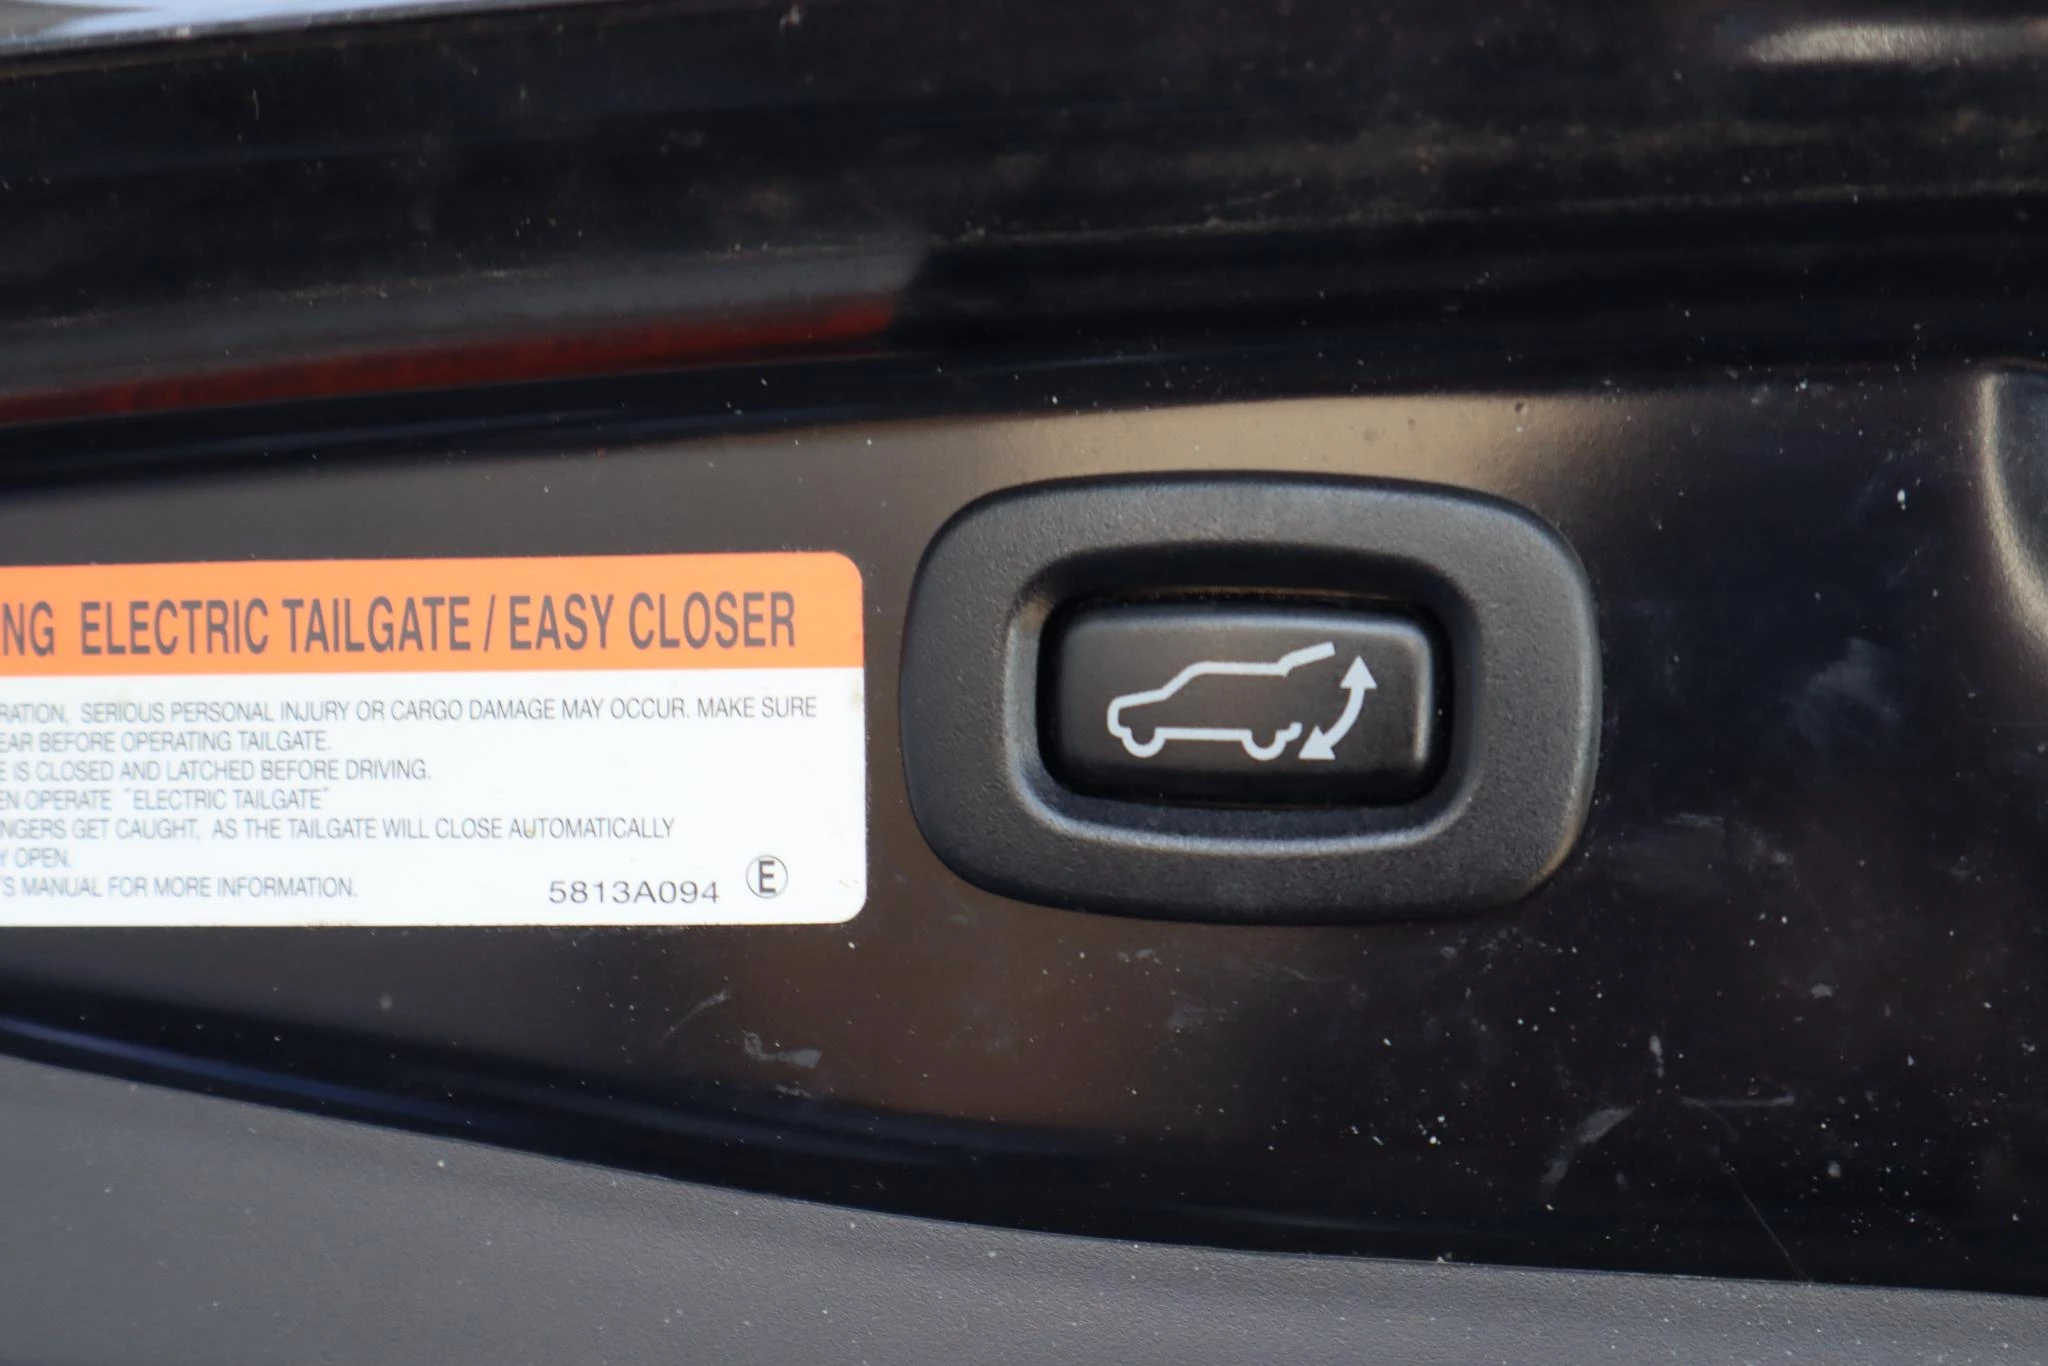 NG ELECTRIC TAILGATE / EASY CLOSER
RATION, SERIOUS PERSONAL INJURY OR CARGO DAMAGE MAY OCCUR. MAKE SURE
EAR BEFORE OPERATING TAILGATE.
E IS CLOSED AND LATCHED BEFORE DRIVING.
EN OPERATE "ELECTRIC TAILGATE"
NGERS GET CAUGHT, AS THE TAILGATE WILL CLOSE AUTOMATICALLY
Y OPEN.
'S MANUAL FOR MORE INFORMATION.
5813A094 E